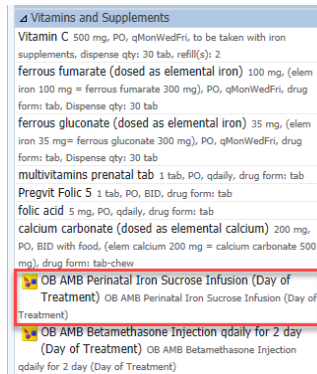 Vitamins and Supplements
Vitamin C 500 mg, PO, qMonWedFri, to be taken with iron
supplements, dispense qty: 30 tab, refill(s): 2
ferrous fumarate (dosed as elemental iron) 100 mg, (elem
iron 100 mg = ferrous fumarate 300 mg), PO, qMonWedFri, drug
form: tab, Dispense qty: 30 tab
ferrous gluconate (dosed as elemental iron) 35 mg, (elem
iron 35 mg= ferrous gluconate 300 mg), PO, qMonWedFri, drug
form: tab, Dispense qty: 30 tab
multivitamins prenatal tab 1 tab, PO, qdaily, drug form: tab
Pregvit Folic 5 1 tab, PO, BID, drug form: tab
folic acid 5 mg, PO, qdaily, drug form: tab
calcium carbonate (dosed as elemental calcium) 200 mg,
PO, BID with food, (elem calcium 200 mg = calcium carbonate 500
mg), drug form: tab-chew
OB AMB Perinatal Iron Sucrose Infusion (Day of
Treatment) OB AMB Perinatal Iron Sucrose Infusion (Day of
Treatment)
OB AMB Betamethasone Injection qdaily for 2 day
(Day of Treatment) OB AMB Betamethasone Injection
qdaily for 2 day (Day of Treatment)